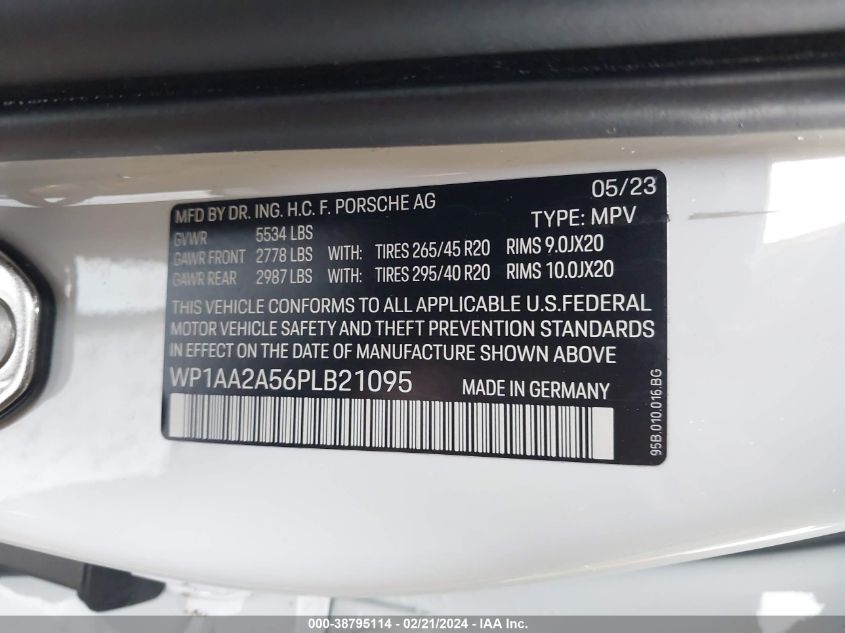 05/23
MFD BY DR. ING. H.C. F. PORSCHE AG
TYPE: MPV
GVWR 5534 LBS
GAWR FRONT 2778 LBS WITH: TIRES 265/45 R20 RIMS 9.0JX20
GAWR REAR 2987 LBS WITH: TIRES 295/40 R20 RIMS 10.0JX20
THIS VEHICLE CONFORMS TO ALL APPLICABLE U.S.FEDERAL
MOTOR VEHICLE SAFETY AND THEFT PREVENTION STANDARDS
IN EFFECT ON THE DATE OF MANUFACTURE SHOWN ABOVE
WP1AA2A56PLB21095 MADE IN GERMANY
95B.010.016.BG
000-38795114 - 02/21/2024 - IAA Inc.